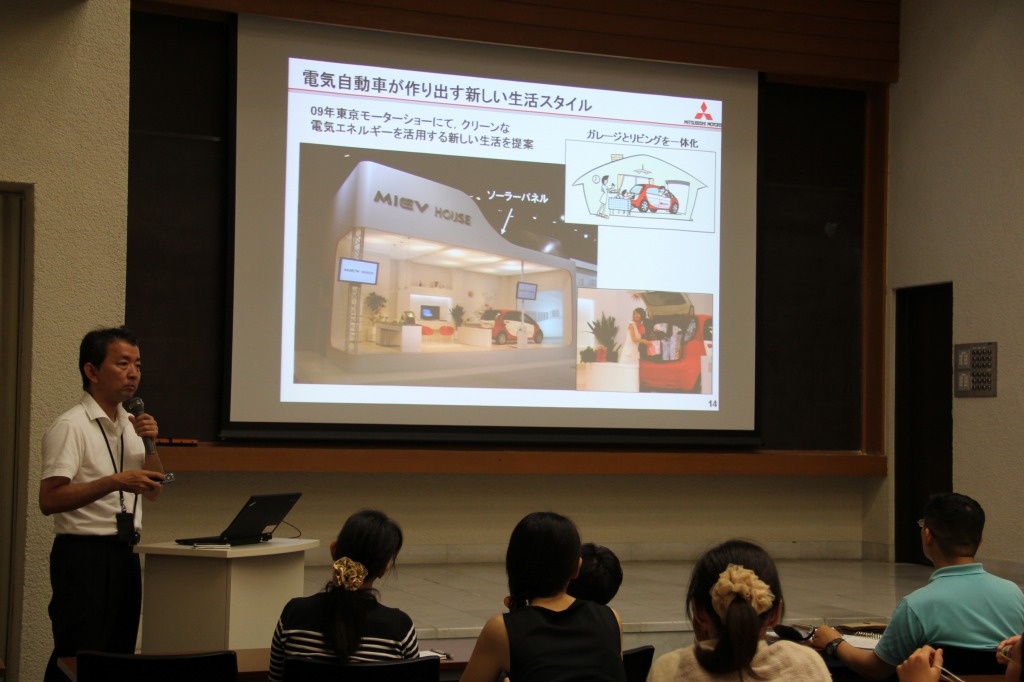 電気自動車が作り出す新しい生活スタイル
MITSUBISHI MOTORS
09年東京モーターショーにて，クリーンな
電気エネルギーを活用する新しい生活を提案
ガレージとリビングを一体化
ソーラーパネル
MiEV HOUSE
14